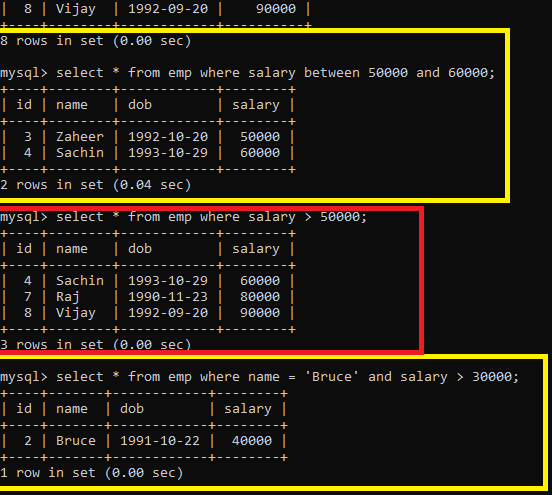 |  8 | Vijay  | 1992-09-20 |    90000 |
+----+--------+------------+----------+
8 rows in set (0.00 sec)
mysql> select * from emp where salary between 50000 and 60000;
+----+--------+------------+--------+
| id | name   | dob        | salary |
+----+--------+------------+--------+
|  3 | Zaheer | 1992-10-20 |  50000 |
|  4 | Sachin | 1993-10-29 |  60000 |
+----+--------+------------+--------+
2 rows in set (0.04 sec)
mysql> select * from emp where salary > 50000;
+----+--------+------------+--------+
| id | name   | dob        | salary |
+----+--------+------------+--------+
|  4 | Sachin | 1993-10-29 |  60000 |
|  7 | Raj    | 1990-11-23 |  80000 |
|  8 | Vijay  | 1992-09-20 |  90000 |
+----+--------+------------+--------+
3 rows in set (0.00 sec)
mysql> select * from emp where name = 'Bruce' and salary > 30000;
+----+-------+------------+--------+
| id | name  | dob        | salary |
+----+-------+------------+--------+
|  2 | Bruce | 1991-10-22 |  40000 |
+----+-------+------------+--------+
1 row in set (0.00 sec)